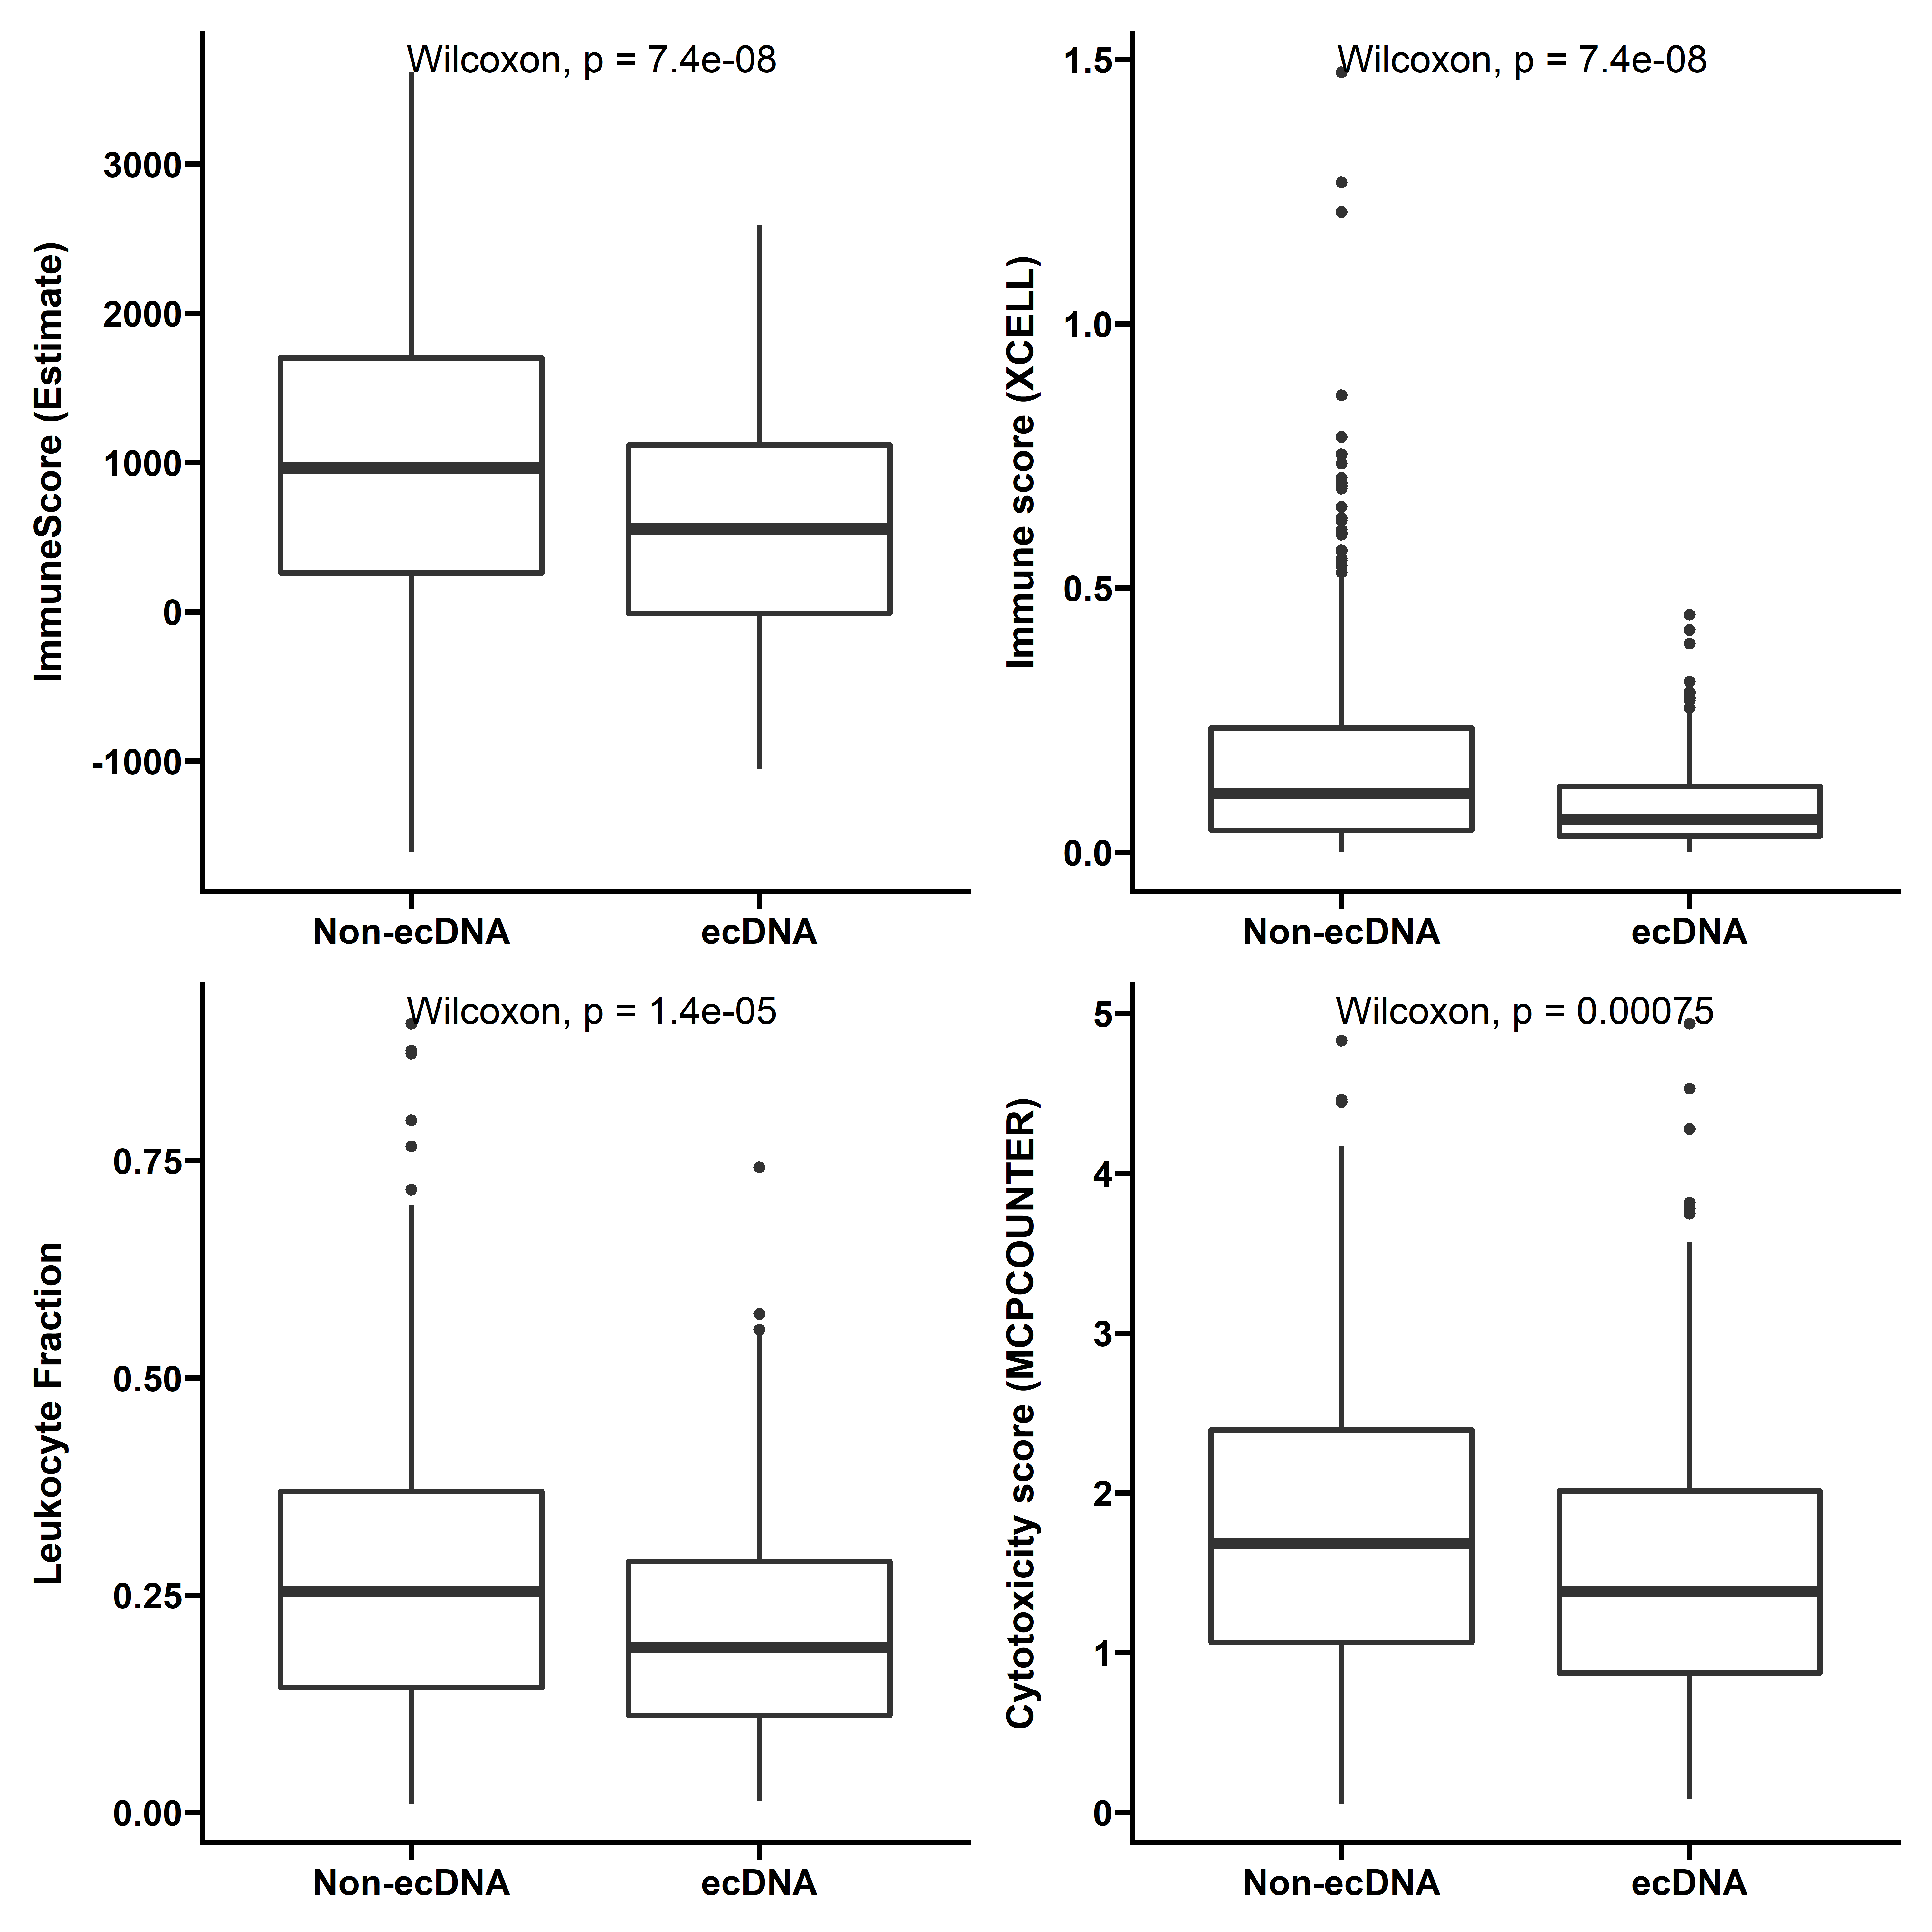 Wilcoxon, p = 7.4e-08
ImmuneScore (Estimate)
3000
2000
1000
0
-1000
Non-ecDNA ecDNA
Wilcoxon, p = 7.4e-08
Immune score (XCELL)
1.5
1.0
0.5
0.0
Non-ecDNA ecDNA
Wilcoxon, p = 1.4e-05
Leukocyte Fraction
0.75
0.50
0.25
0.00
Non-ecDNA ecDNA
Wilcoxon, p = 0.00075
Cytotoxicity score (MCPCOUNTER)
5
4
3
2
1
0
Non-ecDNA ecDNA